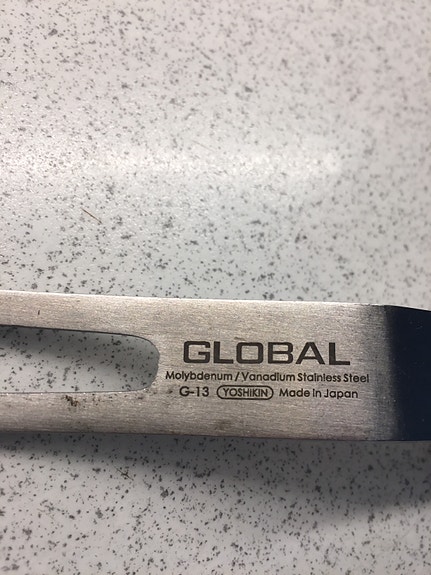 GLOBAL
Molybdenum / Vanadium Stainless Steel
G-13 YOSHIKIN Made in Japan